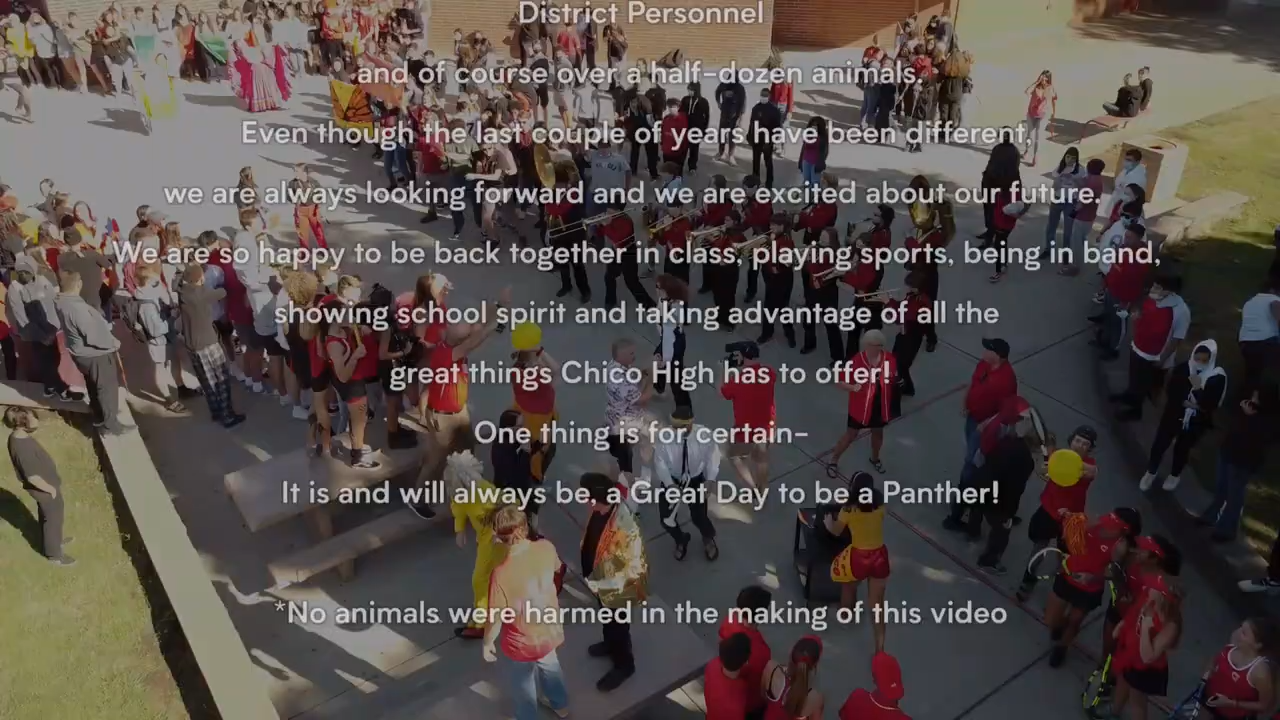 District Personnel
and of course over a half-dozen animals.
Even though the last couple of years have been different,
we are always looking forward and we are excited about our future.
We are so happy to be back together in class, playing sports, being in band,
showing school spirit and taking advantage of all the
great things Chico High has to offer!
One thing is for certain-
It is and will always be, a Great Day to be a Panther!
*No animals were harmed in the making of this video